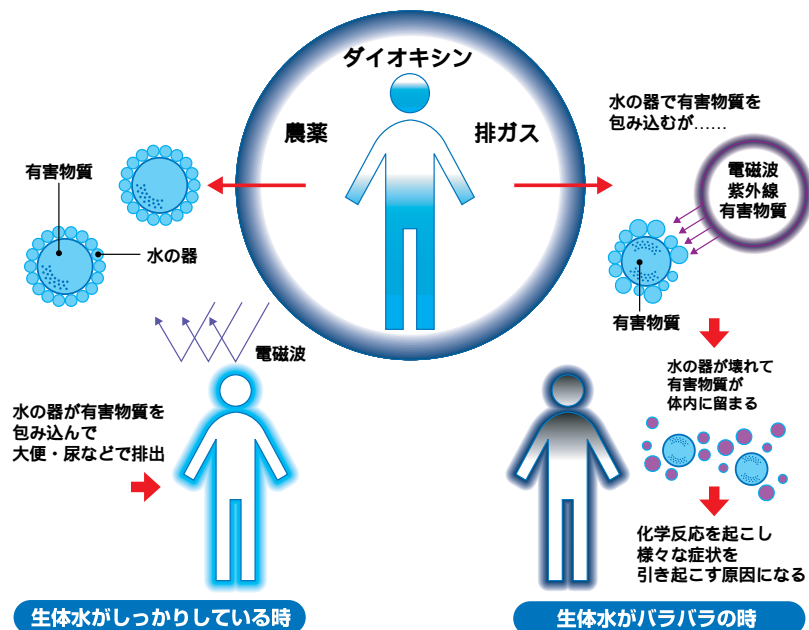 ダイオキシン
農薬
排ガス
有害物質
水の器
電磁波
水の器が有害物質を
包み込んで
大便・尿などで排出
生体水がしっかりしている時
水の器で有害物質を
包み込むが……
電磁波
紫外線
有害物質
有害物質
水の器が壊れて
有害物質が
体内に留まる
化学反応を起こし
様々な症状を
引き起こす原因になる
生体水がバラバラの時